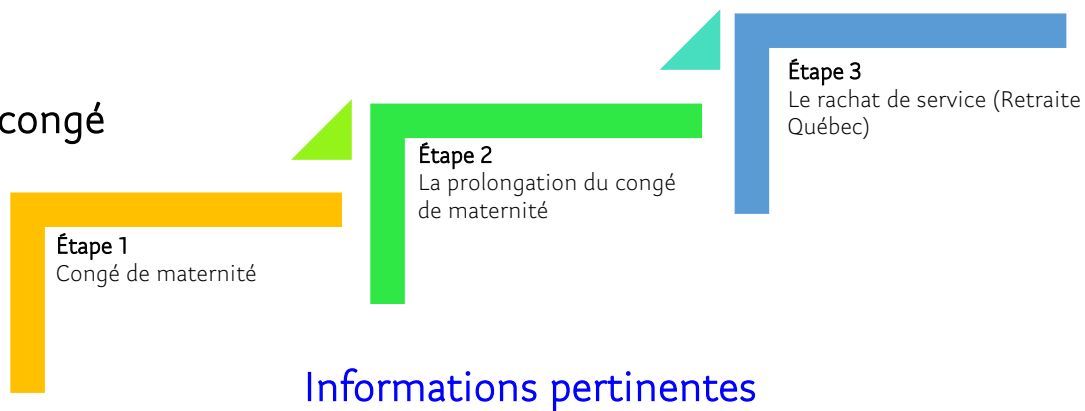 congé
Étape 1
Congé de maternité
Étape 2
La prolongation du congé
de maternité
Étape 3
Le rachat de service (Retraite
Québec)
Informations pertinentes